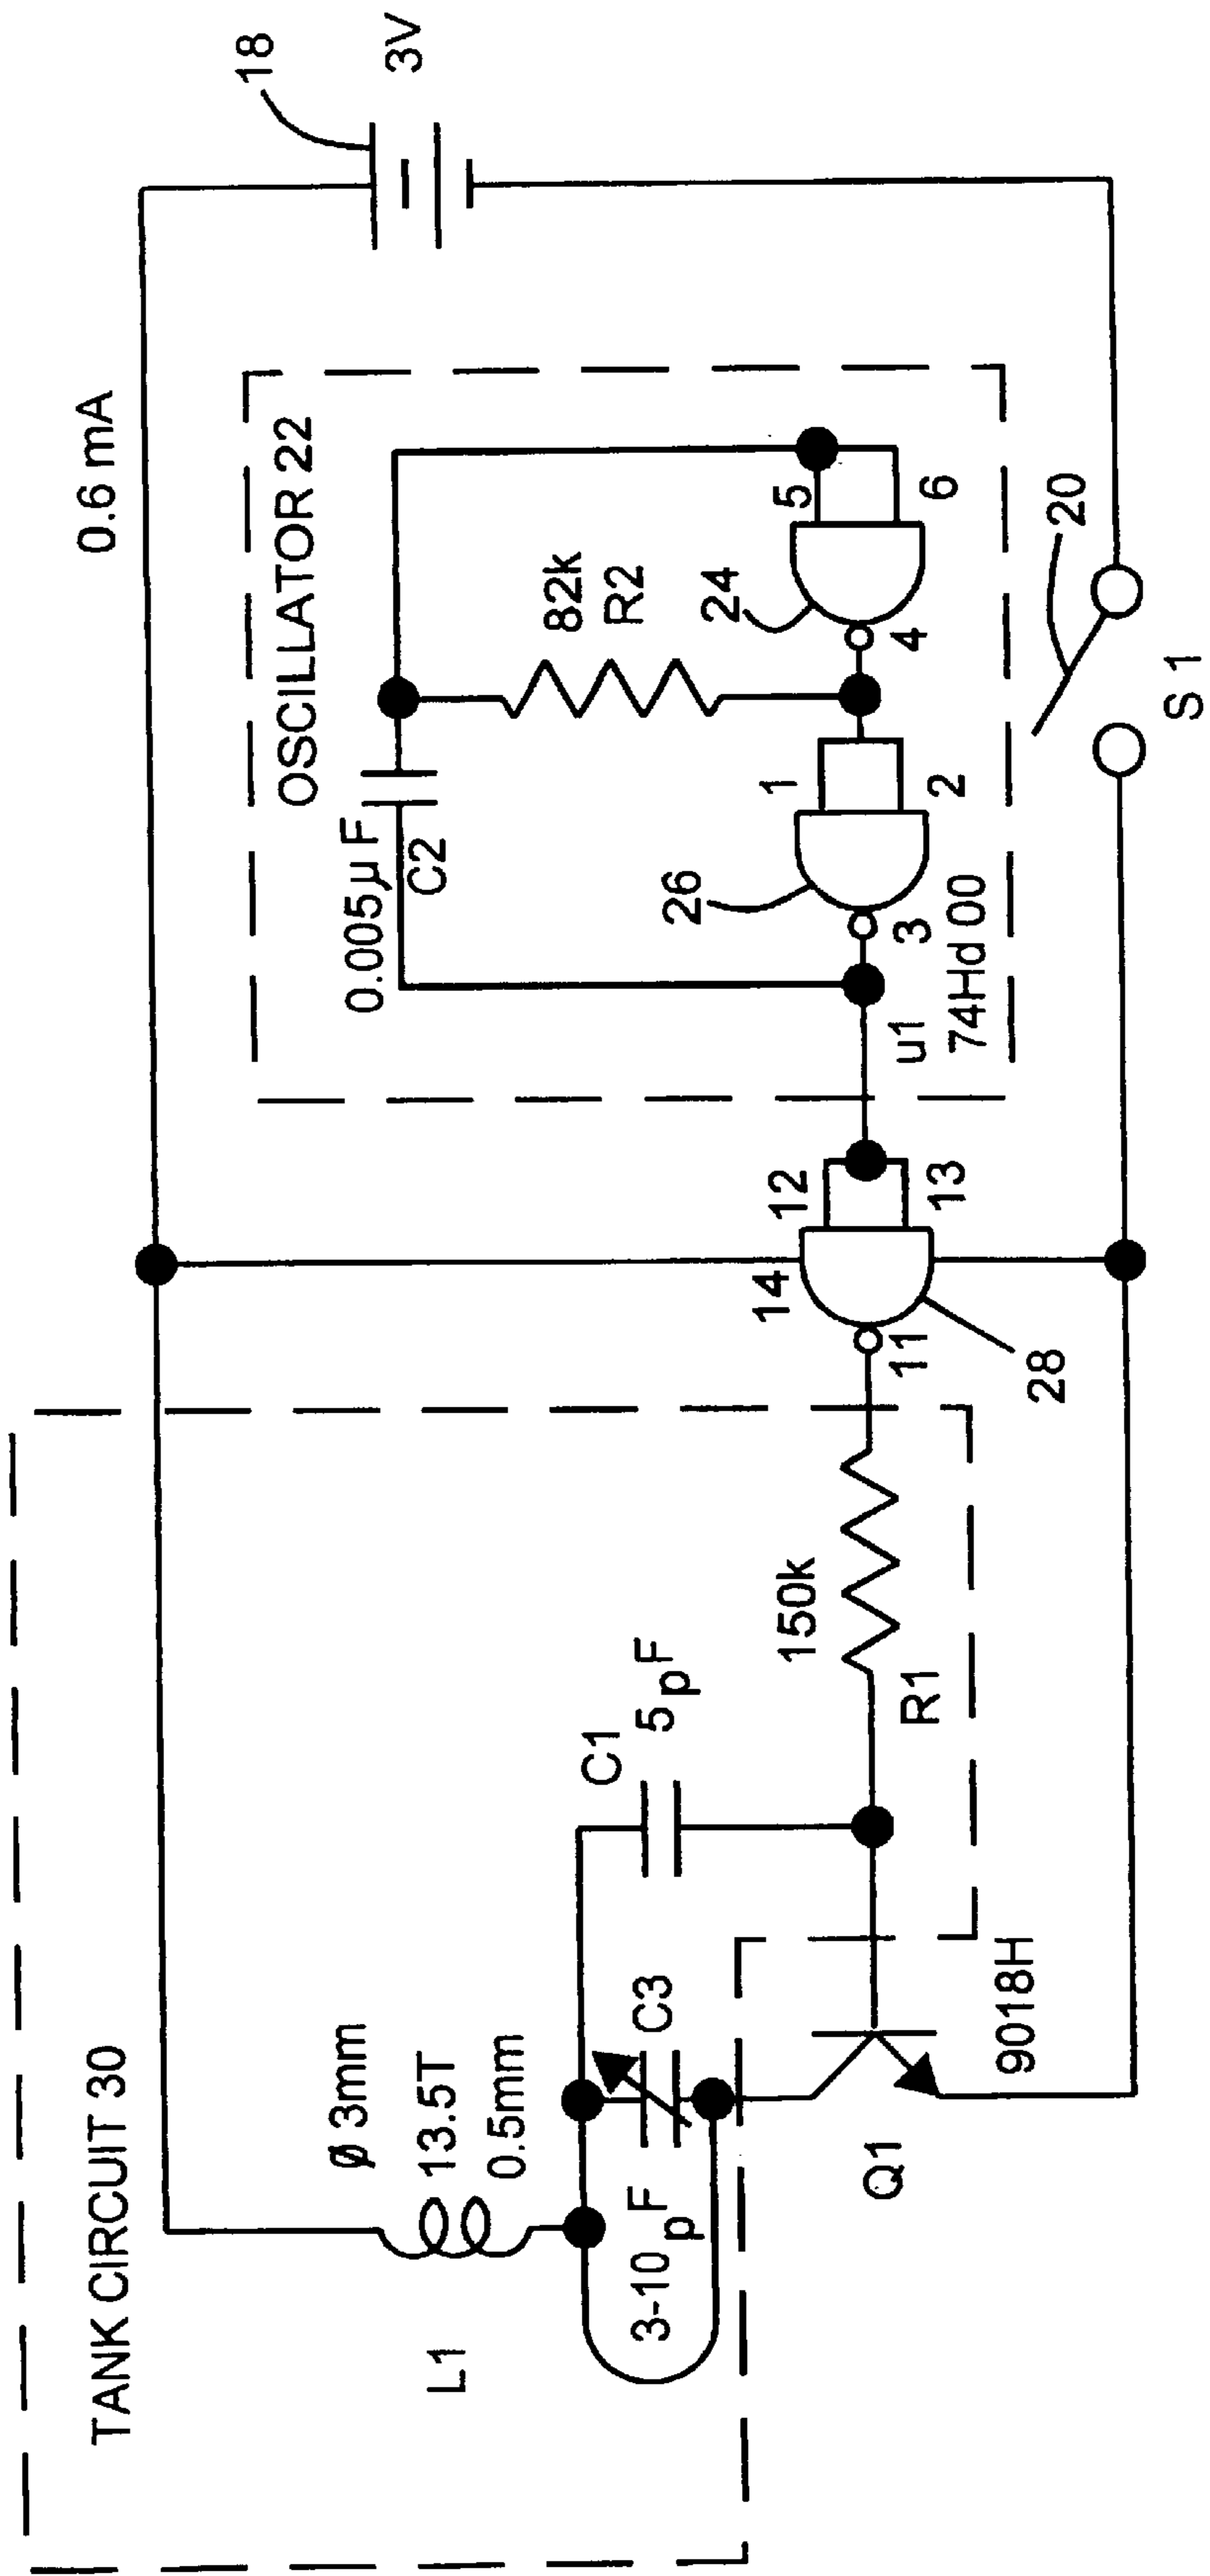 TANK CIRCUIT 30
L1
Ø 3mm
13.5T
0.5mm
3-10pF
C3
C1
5pF
150k
R1
Q1
9018H
0.6 mA
14
12
13
11
28
OSCILLATOR 22
0.005µF
C2
82k
R2
26
1
2
3
u1
74Hd 00
24
5
6
4
18
3V
20
S 1